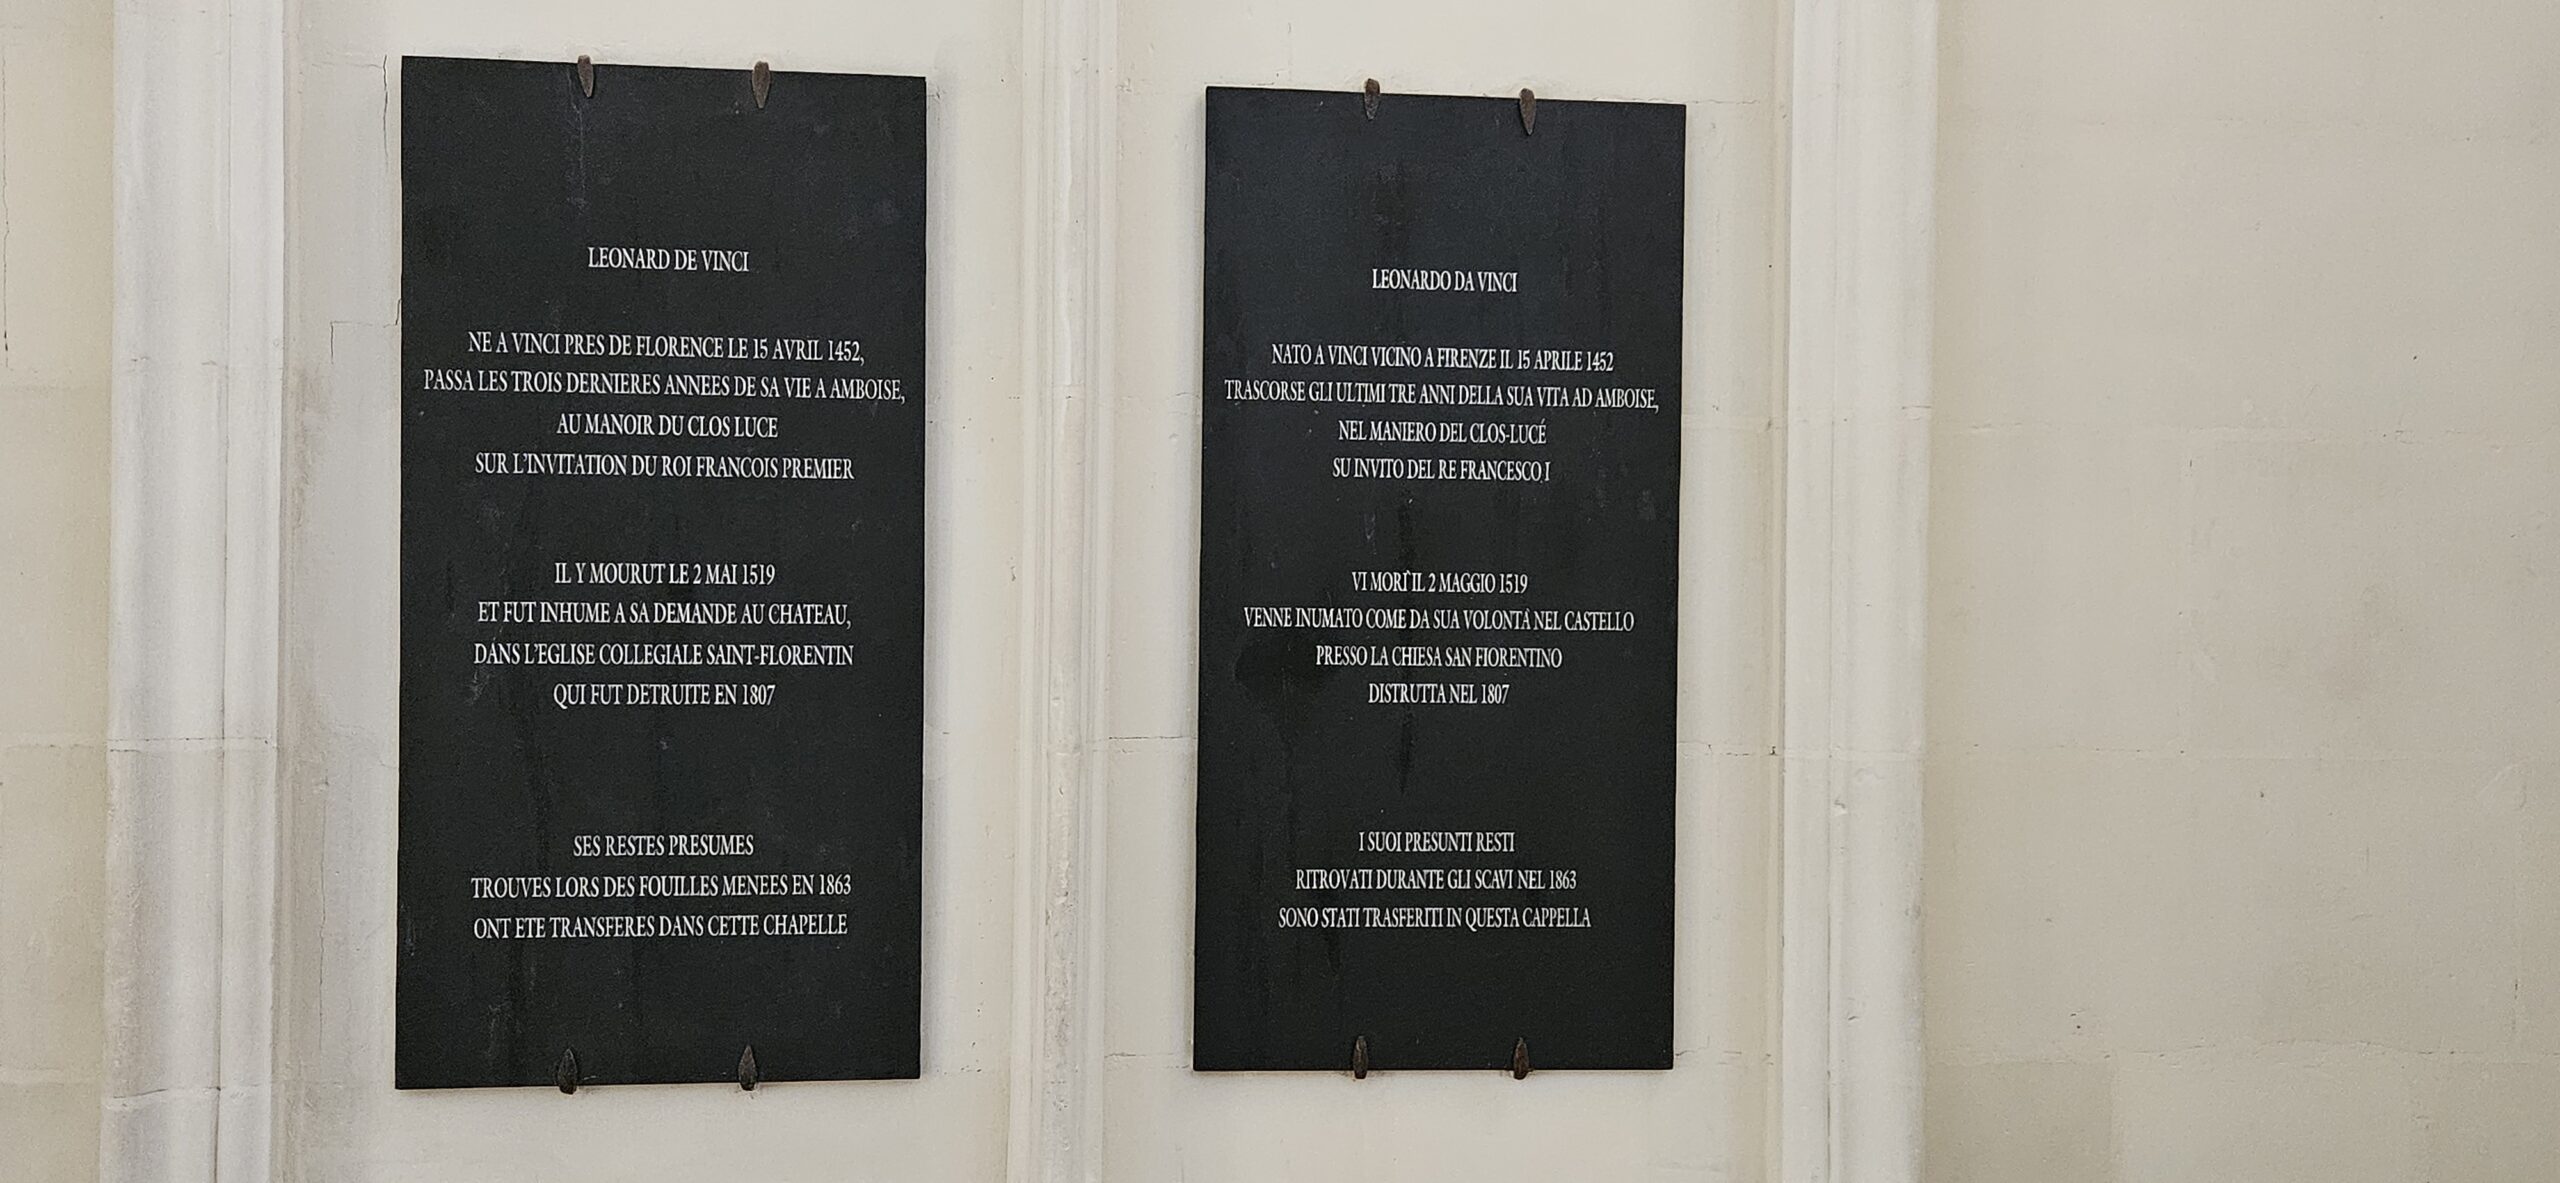 LEONARD DE VINCI
NE A VINCI PRES DE FLORENCE LE 15 AVRIL 1452,
PASSA LES TROIS DERNIERES ANNEES DE SA VIE A AMBOISE,
AU MANOIR DU CLOS LUCE
SUR L'INVITATION DU ROI FRANCOIS PREMIER
IL Y MOURUT LE 2 MAI 1519
ET FUT INHUME A SA DEMANDE AU CHATEAU,
DANS L'EGLISE COLLEGIALE SAINT-FLORENTIN
QUI FUT DETRUITE EN 1807
SES RESTES PRESUMES
TROUVES LORS DES FOUILLES MENEES EN 1863
ONT ETE TRANSFERES DANS CETTE CHAPELLE
LEONARDO DA VINCI
NATO A VINCI VICINO A FIRENZE IL 15 APRILE 1452
TRASCORSE GLI ULTIMI TRE ANNI DELLA SUA VITA AD AMBOISE,
NEL MANIERO DEL CLOS-LUCÉ
SU INVITO DEL RE FRANCESCO I
VI MORÌ IL 2 MAGGIO 1519
VENNE INUMATO COME DA SUA VOLONTÀ NEL CASTELLO
PRESSO LA CHIESA SAN FIORENTINO
DISTRUTTA NEL 1807
I SUOI PRESUNTI RESTI
RITROVATI DURANTE GLI SCAVI NEL 1863
SONO STATI TRASFERITI IN QUESTA CAPPELLA